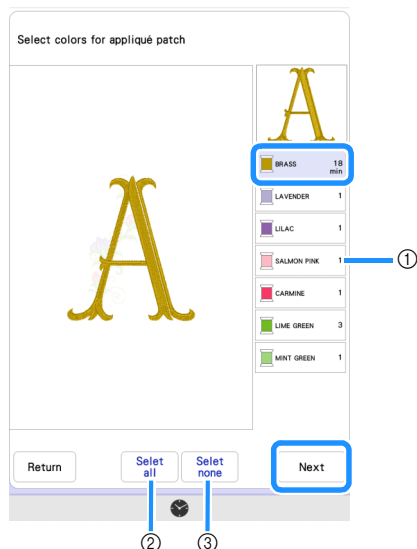 Select colors for appliqué patch
A
BRASS 18
min
LAVENDER 1
LILAC 1
SALMON PINK 1
①
CARMINE 1
LIME GREEN 3
MINT GREEN 1
A
Return
Selet
all
Selet
none
Next
② ③